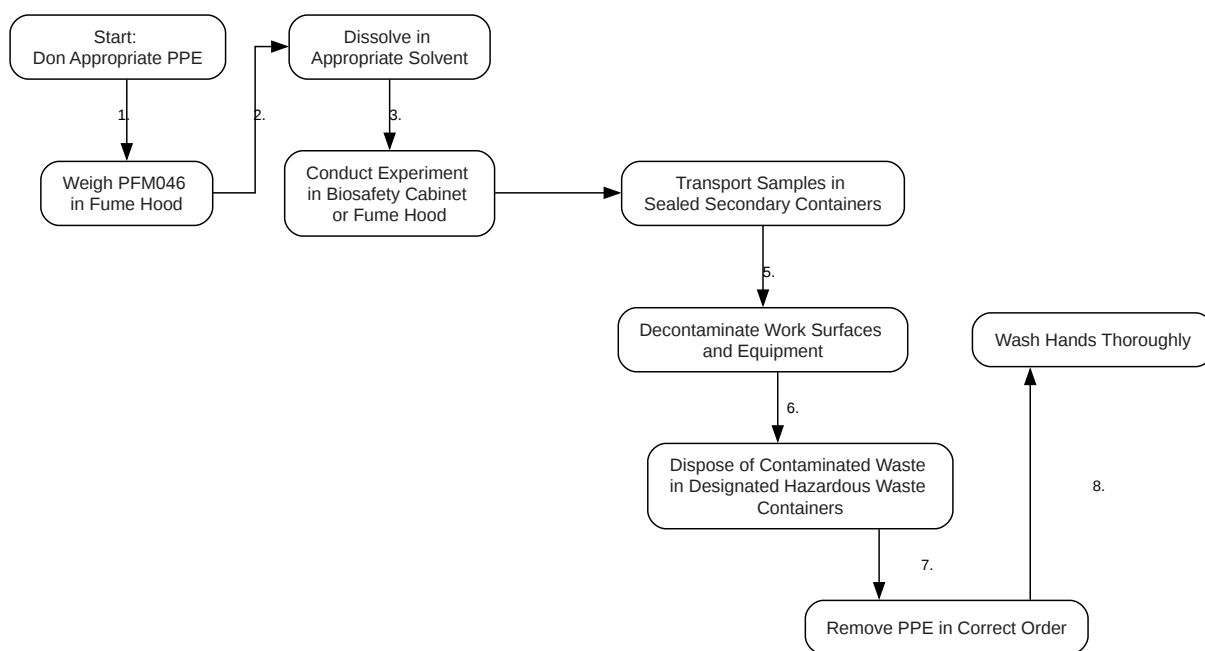 Start:
Don Appropriate PPE
1.
Weigh PFM046
in Fume Hood
2.
Dissolve in
Appropriate Solvent
3.
Conduct Experiment
in Biosafety Cabinet
or Fume Hood
Transport Samples in
Sealed Secondary Containers
5.
Decontaminate Work Surfaces
and Equipment
6.
Dispose of Contaminated Waste
in Designated Hazardous Waste
Containers
7.
Remove PPE in Correct Order
8.
Wash Hands Thoroughly